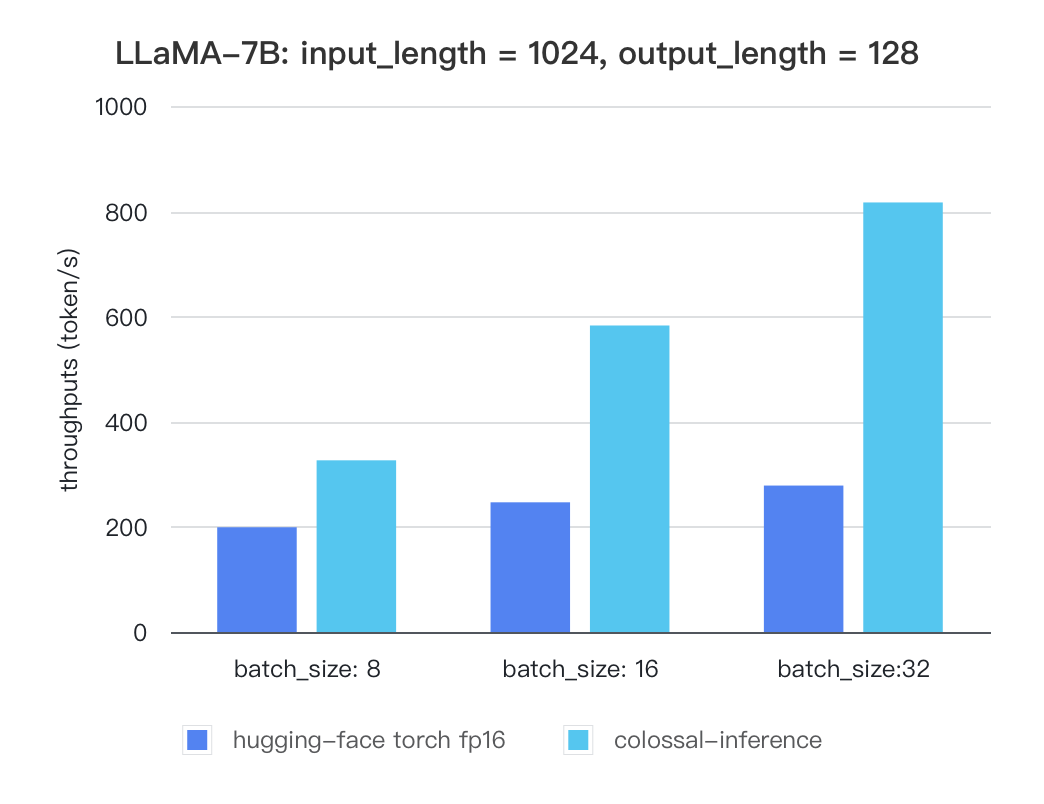 LLaMA–7B: input_length = 1024, output_length = 128
1000
800
600
400
200
0
throughputs (token/s)
batch_size: 8
batch_size: 16
batch_size:32
hugging–face torch fp16
colossal–inference